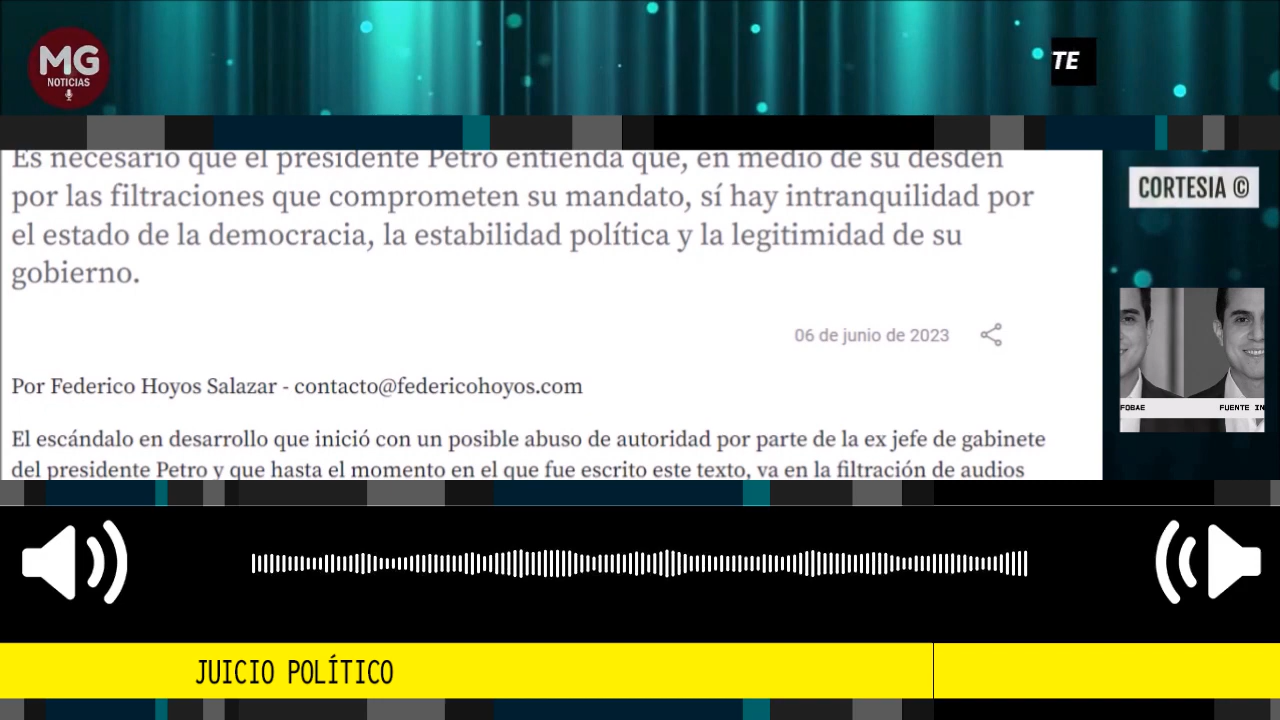 MG
NOTICIAS
TE
Es necesario que el presidente Petro entienda que, en medio de su desdén
por las filtraciones que comprometen su mandato, sí hay intranquilidad por
el estado de la democracia, la estabilidad política y la legitimidad de su
gobierno.
CORTESIA ©
06 de junio de 2023
Por Federico Hoyos Salazar - contacto@federicohoyos.com
FOBAE
FUENTE IN
El escándalo en desarrollo que inició con un posible abuso de autoridad por parte de la ex jefe de gabinete
del presidente Petro y que hasta el momento en el que fue escrito este texto, va en la filtración de audios
JUICIO POLÍTICO